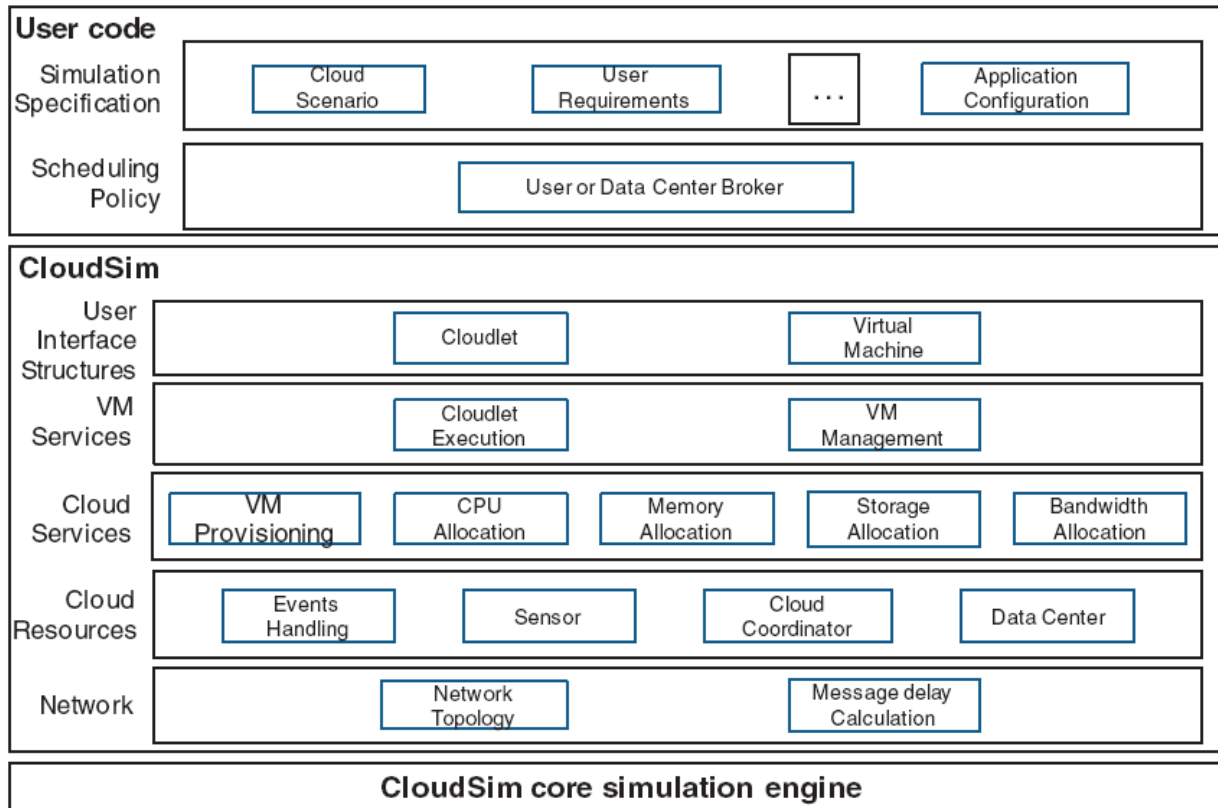 User code
Simulation
Specification
Cloud
Scenario
User
Requirements
...
Application
Configuration
Scheduling
Policy
User or Data Center Broker
CloudSim
User
Interface
Structures
Cloudlet
Virtual
Machine
VM
Services
Cloudlet
Execution
VM
Management
Cloud
Services
VM
Provisioning
CPU
Allocation
Memory
Allocation
Storage
Allocation
Bandwidth
Allocation
Cloud
Resources
Events
Handling
Sensor
Cloud
Coordinator
Data Center
Network
Network
Topology
Message delay
Calculation
CloudSim core simulation engine